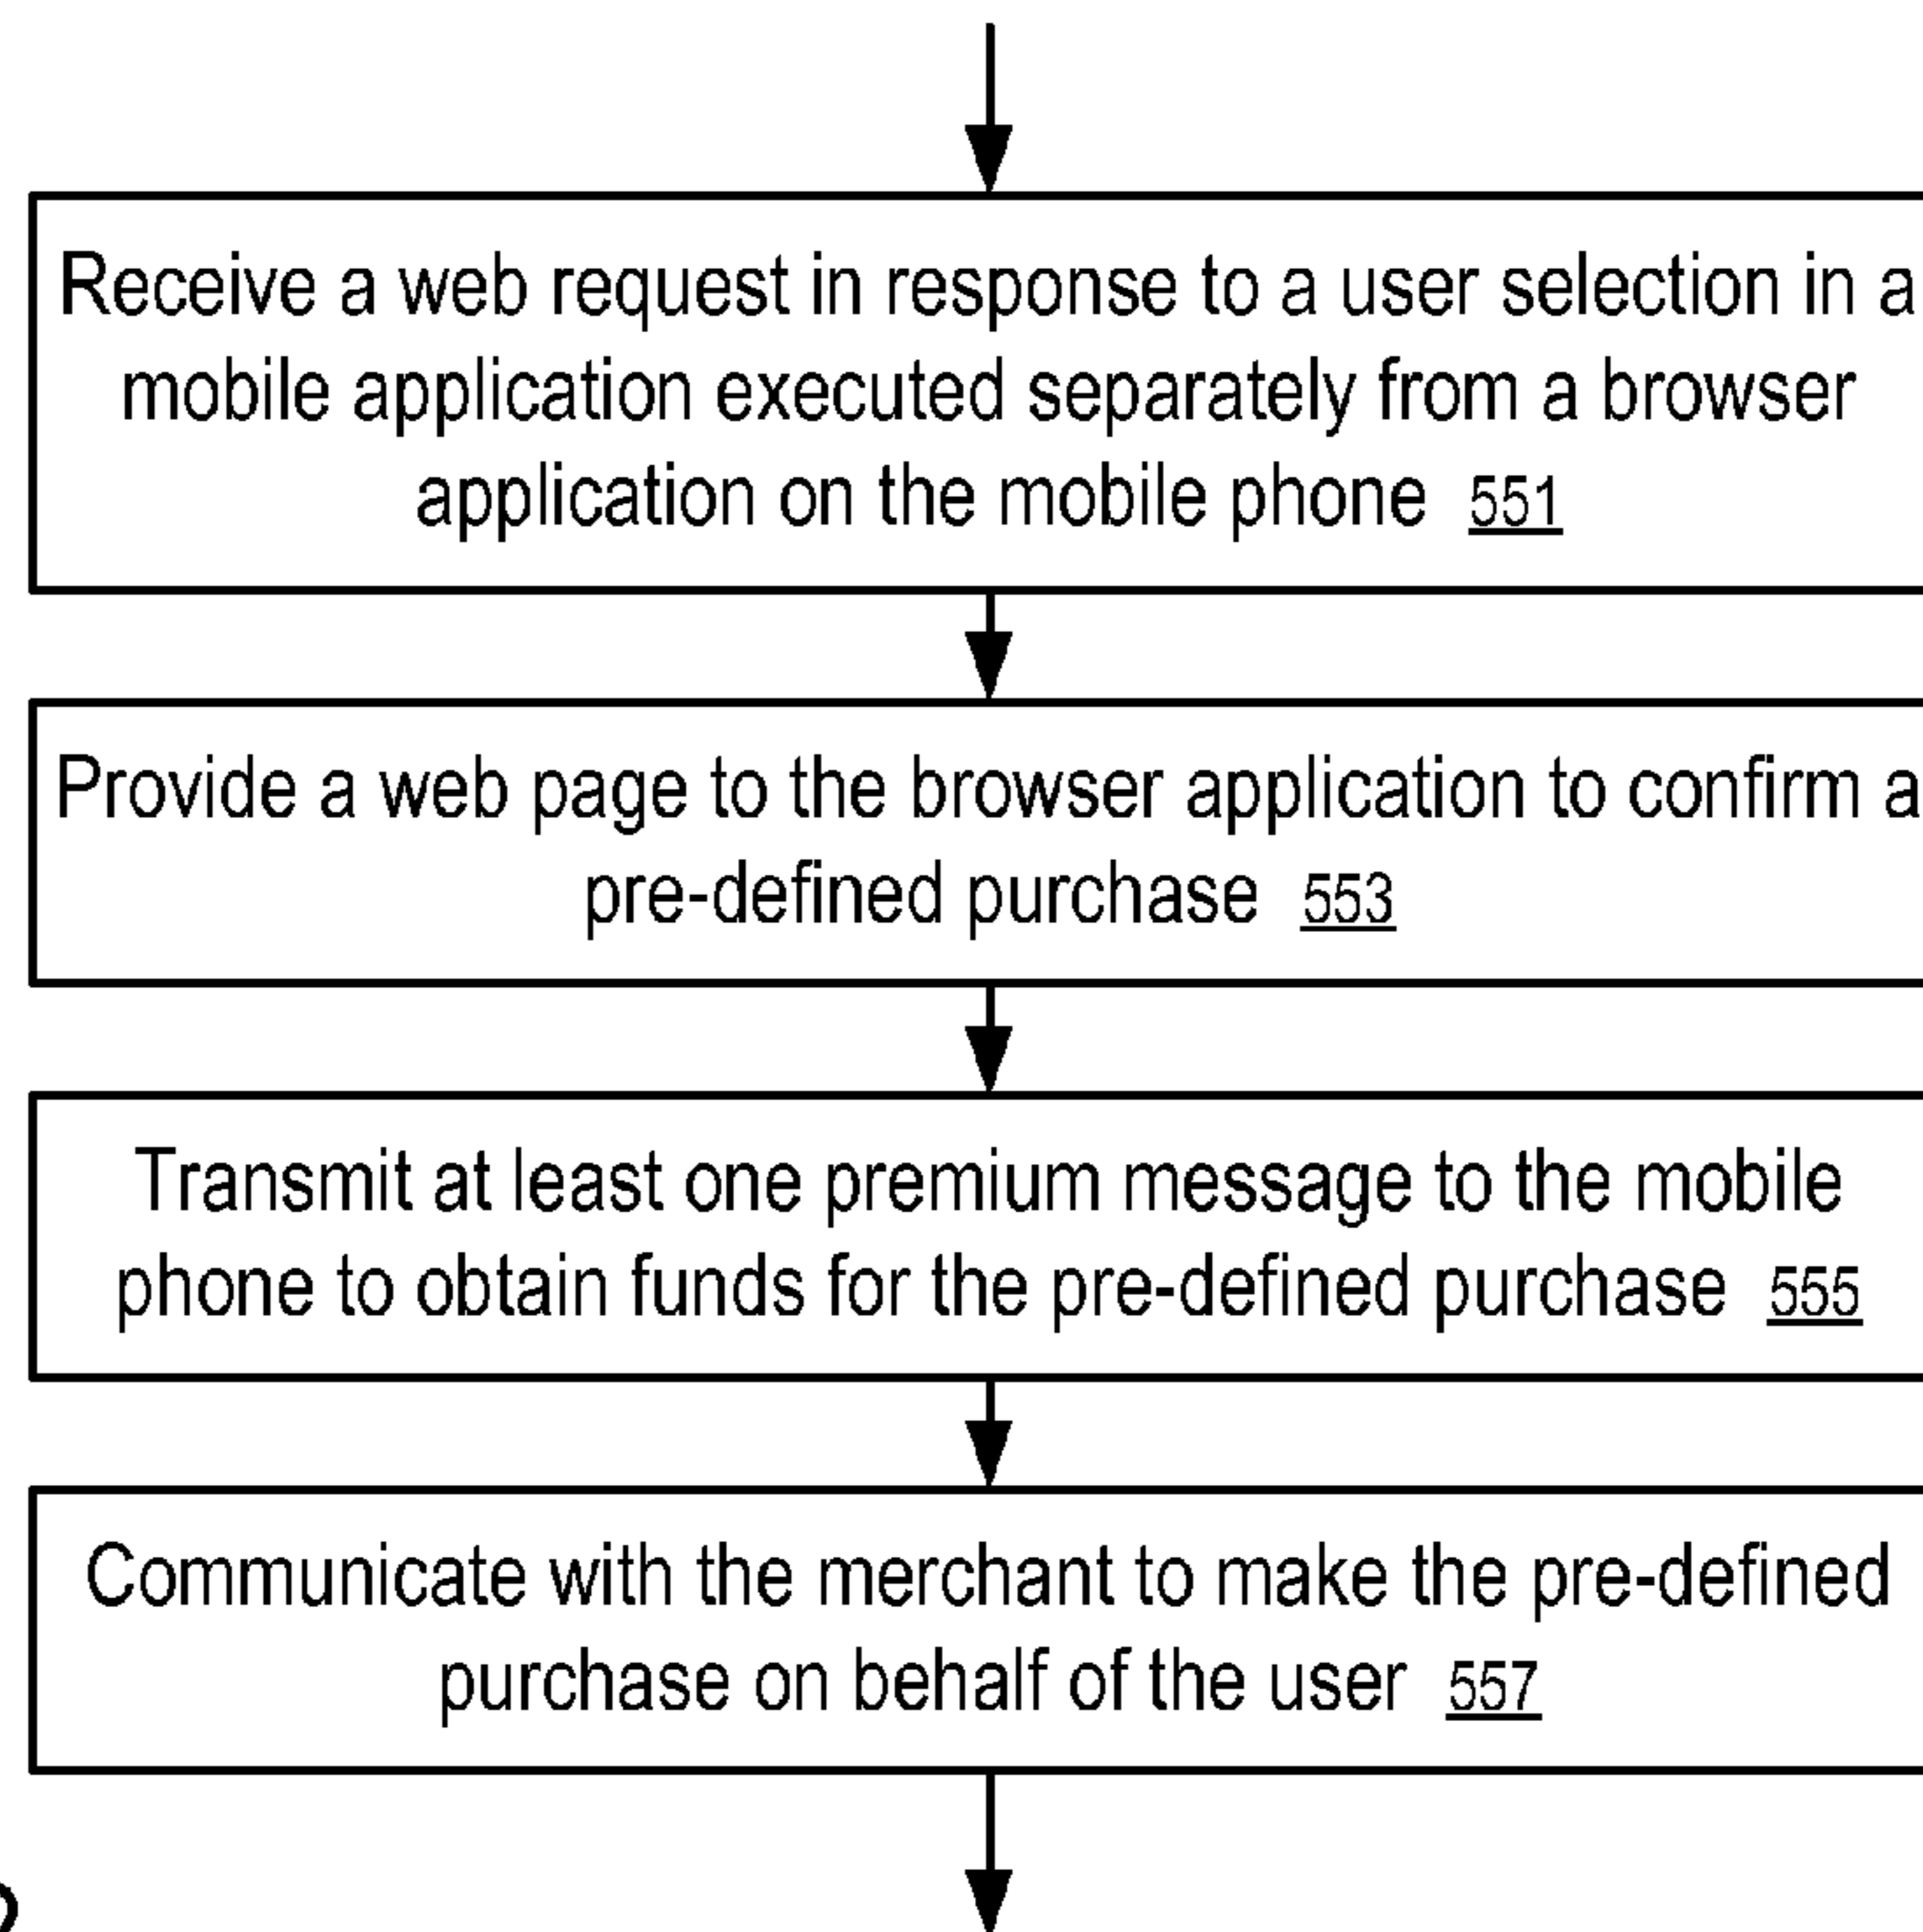 Receive a web request in response to a user selection in a
mobile application executed separately from a browser
application on the mobile phone 551
Provide a web page to the browser application to confirm a
pre-defined purchase 553
Transmit at least one premium message to the mobile
phone to obtain funds for the pre-defined purchase 555
Communicate with the merchant to make the pre-defined
purchase on behalf of the user 557